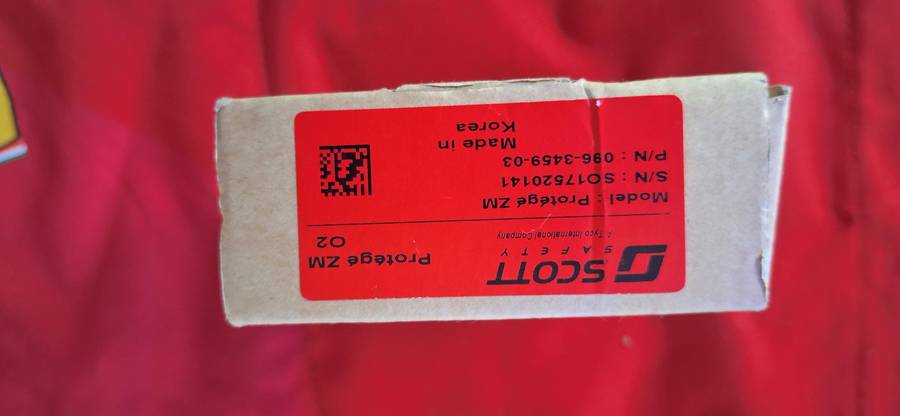 SCOTT
SAFETY
A Tyco International Company
Protégé ZM
O2
Model : Protégé ZM
S/N : SO17520141
P/N : 096-3459-03
Made in
Korea